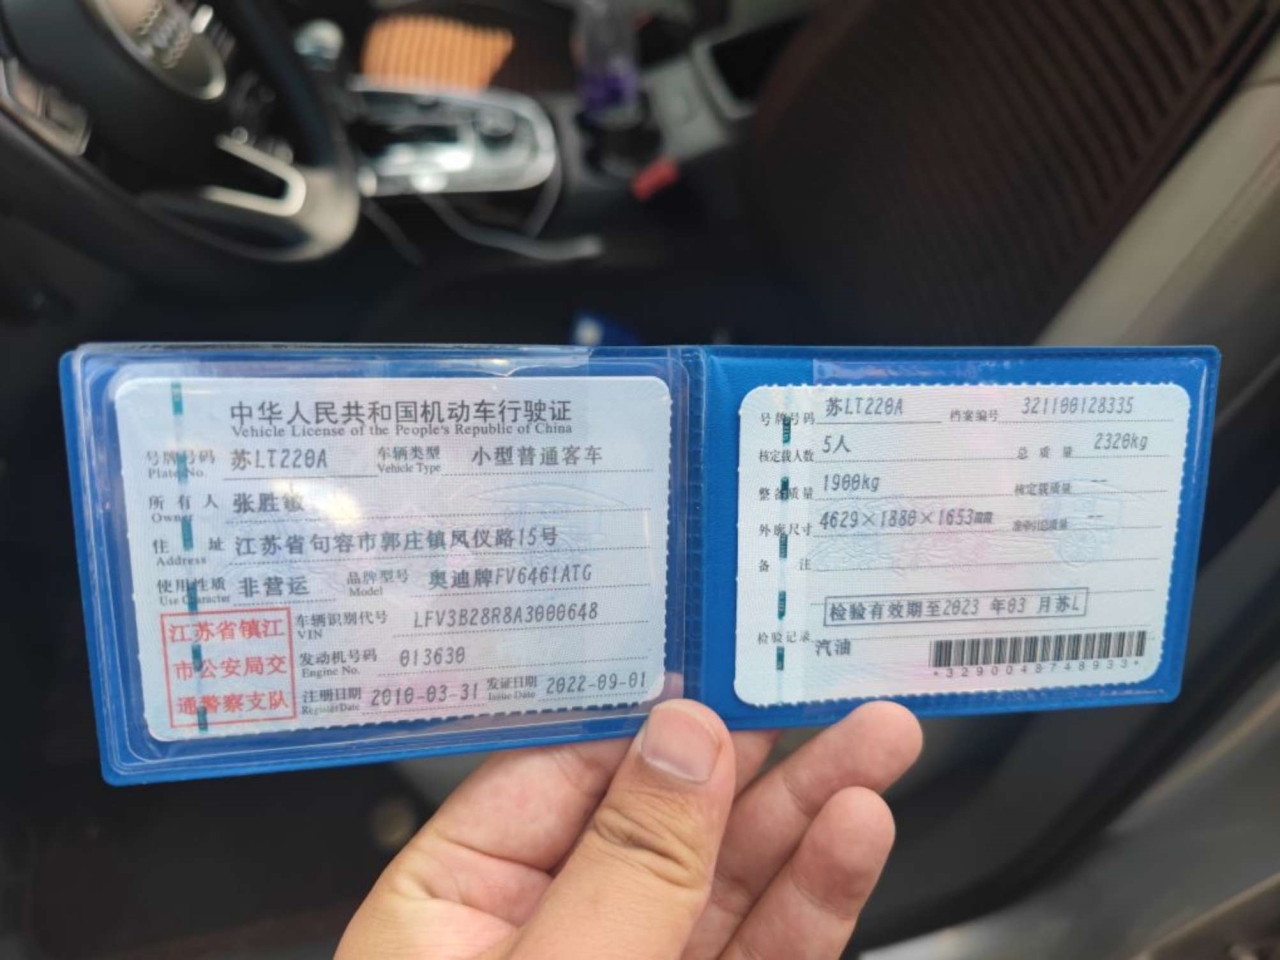 中华人民共和国机动车行驶证
Vehicle License of the People's Republic of China
号牌号码 苏LT220A 车辆类型 小型普通客车
Plate No. Vehicle Type
所有人 张胜敏
Owner
住址 江苏省句容市郭庄镇凤仪路15号
Address
使用性质 非营运 品牌型号 奥迪牌FV6461ATG
Use Character Model
江苏省镇江
市公安局交
通警察支队
车辆识别代号 LFV3B28R8A3000648
VIN
发动机号码 013630
Engine No.
注册日期 2010-03-31 发证日期 2022-09-01
Register Date Issue Date
号牌号码 苏LT220A 档案编号 321100128335
核定载人数 5人 总质量 2320kg
整备质量 1900kg 核定载质量 --
外廓尺寸 4629×1880×1653mm 准牵引总质量 --
备注
检验有效期至2023 年03 月苏L
检验记录
汽油
*3290048748933*